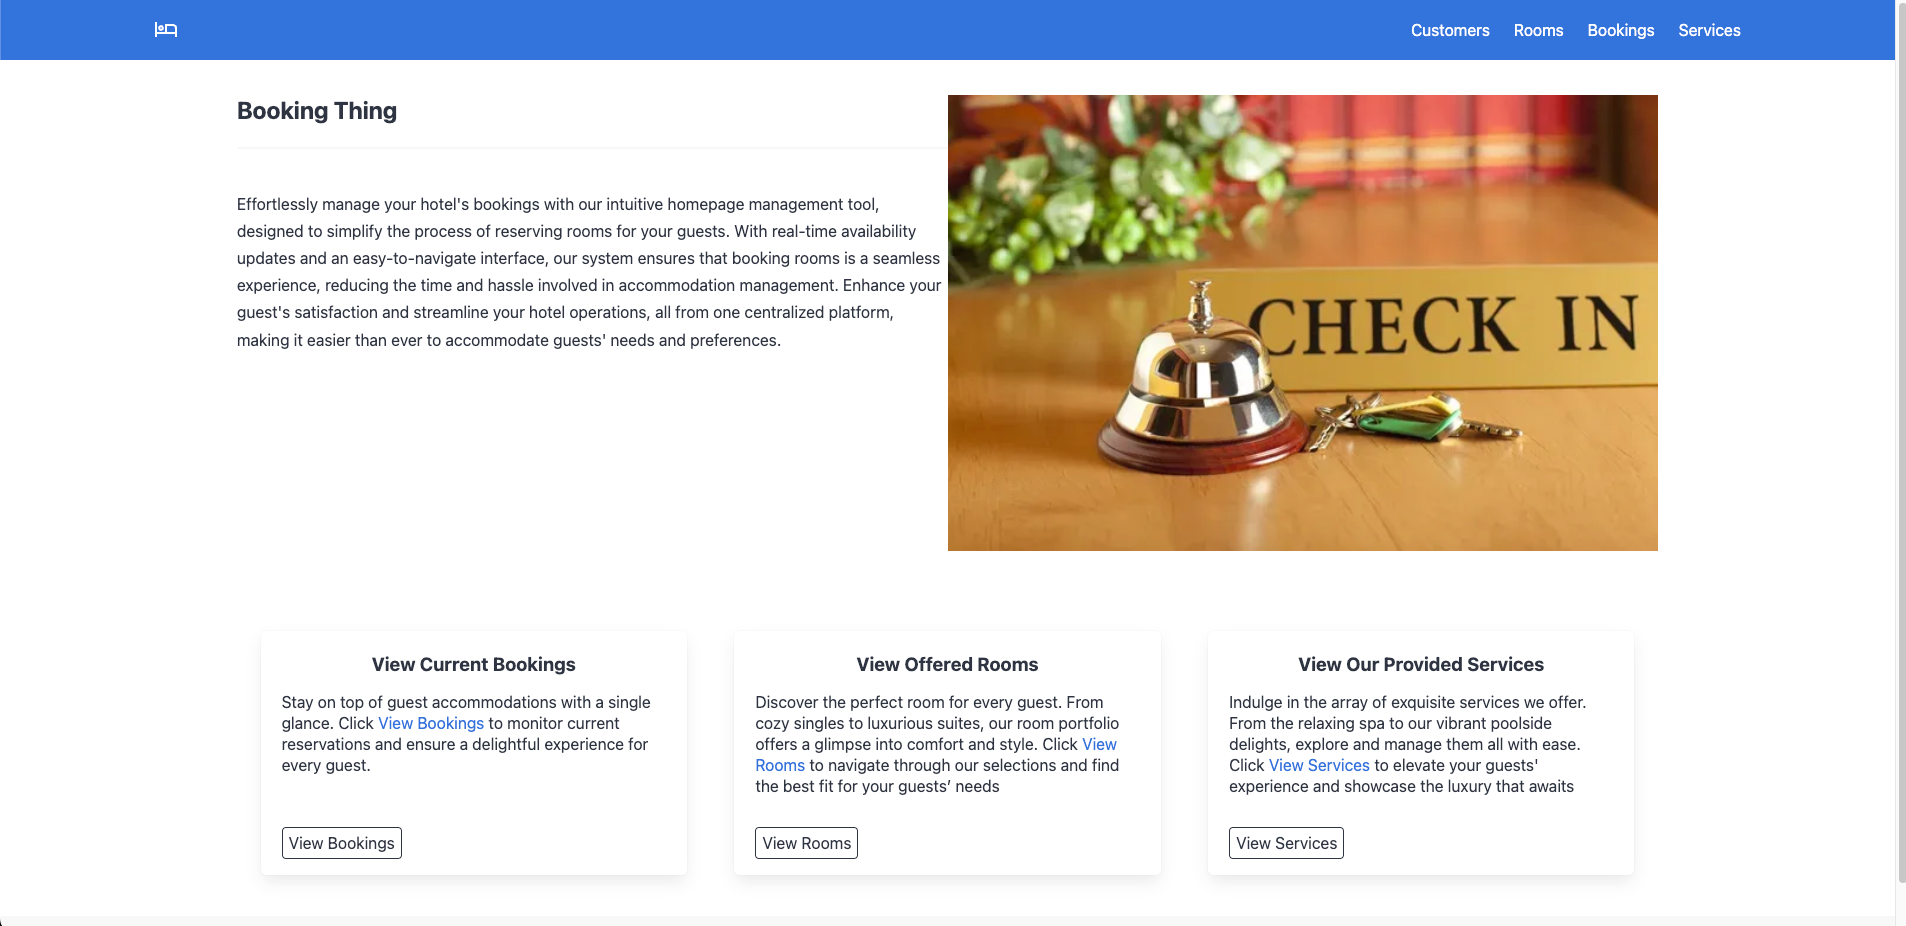 Customers Rooms Bookings Services
Booking Thing
Effortlessly manage your hotel's bookings with our intuitive homepage management tool,
designed to simplify the process of reserving rooms for your guests. With real-time availability
updates and an easy-to-navigate interface, our system ensures that booking rooms is a seamless
experience, reducing the time and hassle involved in accommodation management. Enhance your
guest's satisfaction and streamline your hotel operations, all from one centralized platform,
making it easier than ever to accommodate guests' needs and preferences.
CHECK IN
View Current Bookings
Stay on top of guest accommodations with a single
glance. Click View Bookings to monitor current
reservations and ensure a delightful experience for
every guest.
View Bookings
View Offered Rooms
Discover the perfect room for every guest. From
cozy singles to luxurious suites, our room portfolio
offers a glimpse into comfort and style. Click View
Rooms to navigate through our selections and find
the best fit for your guests’ needs
View Rooms
View Our Provided Services
Indulge in the array of exquisite services we offer.
From the relaxing spa to our vibrant poolside
delights, explore and manage them all with ease.
Click View Services to elevate your guests'
experience and showcase the luxury that awaits
View Services